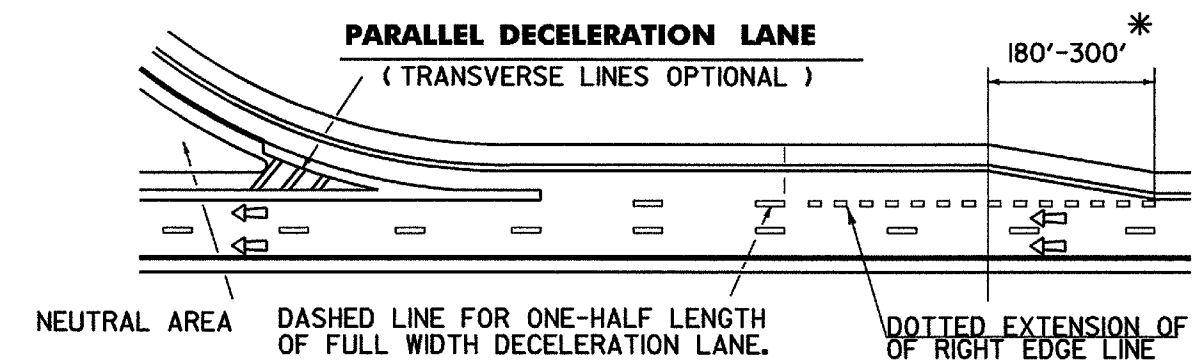 PARALLEL DECELERATION LANE
( TRANSVERSE LINES OPTIONAL )
180'-300' *
NEUTRAL AREA
DASHED LINE FOR ONE-HALF LENGTH
OF FULL WIDTH DECELERATION LANE.
DOTTED EXTENSION OF
OF RIGHT EDGE LINE